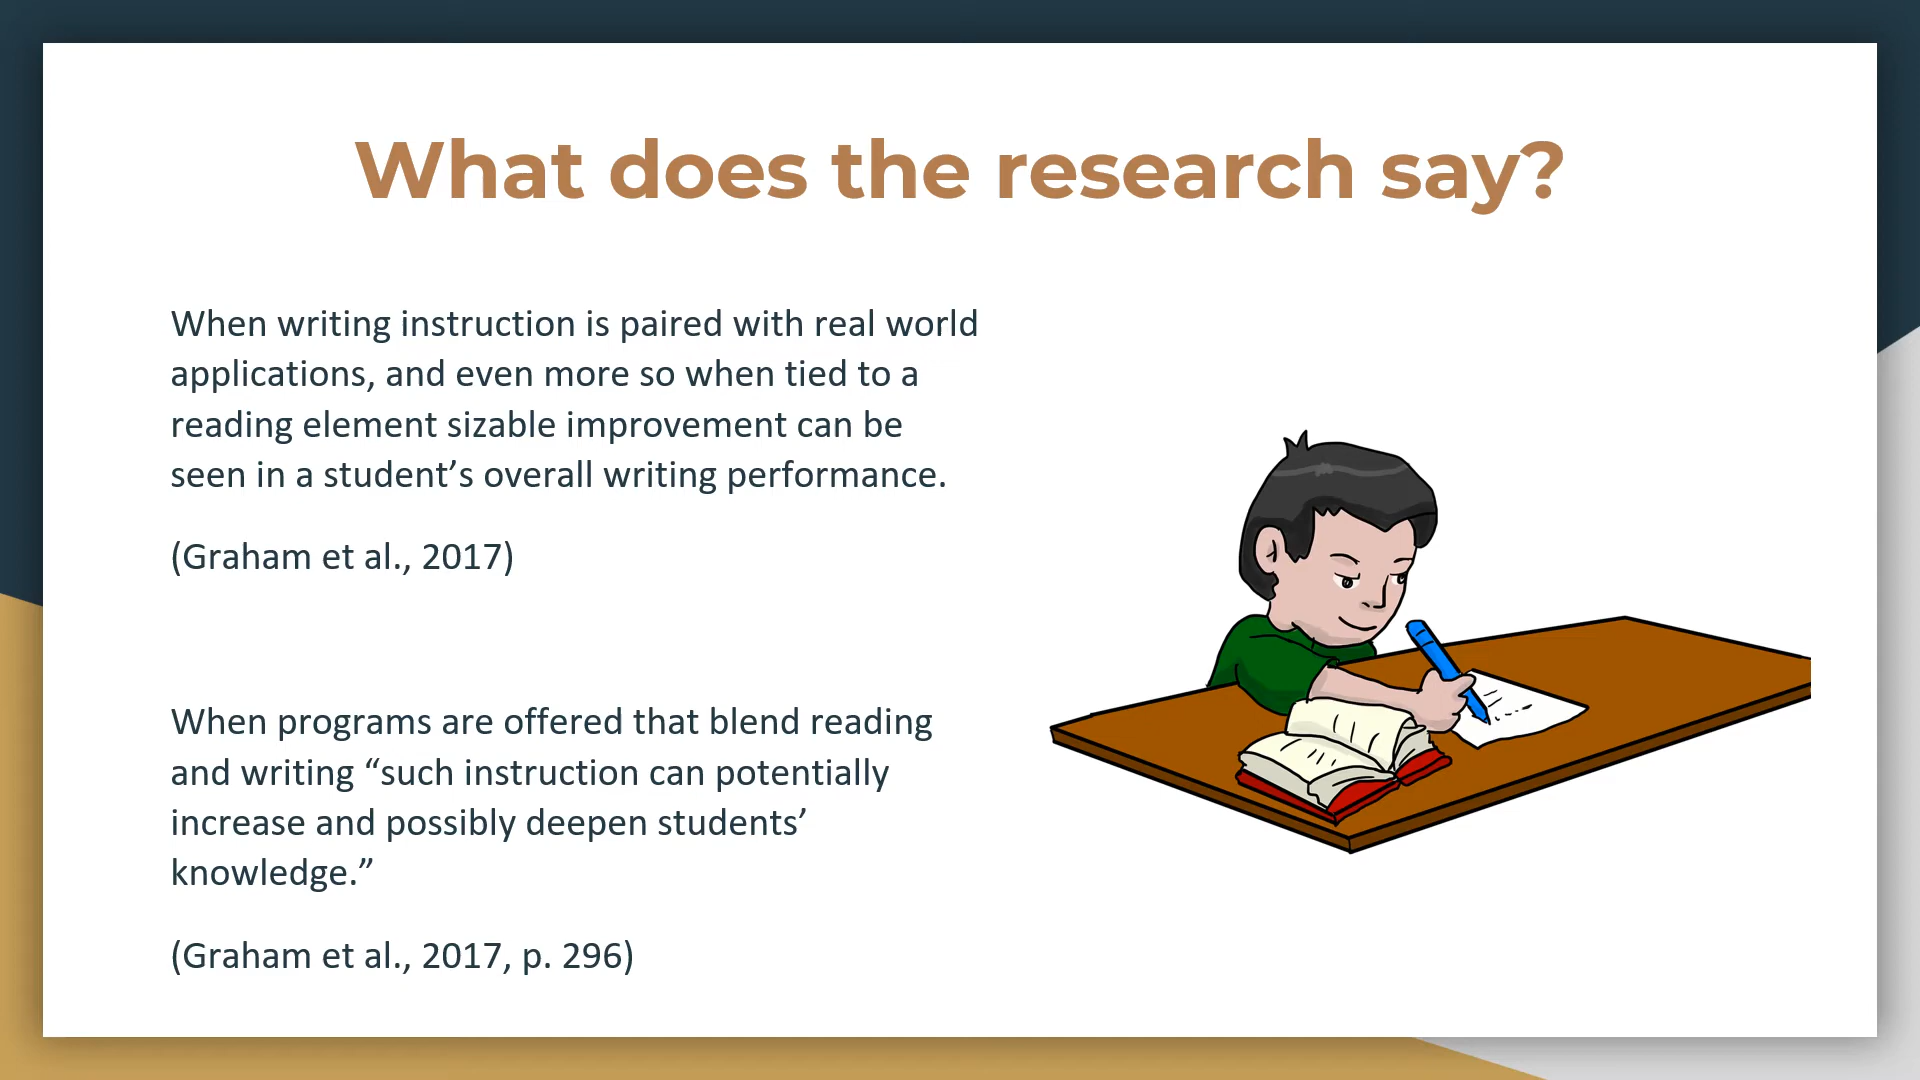 What does the research say?
When writing instruction is paired with real world
applications, and even more so when tied to a
reading element sizable improvement can be
seen in a student’s overall writing performance.
(Graham et al., 2017)
When programs are offered that blend reading
and writing “such instruction can potentially
increase and possibly deepen students’
knowledge.”
(Graham et al., 2017, p. 296)